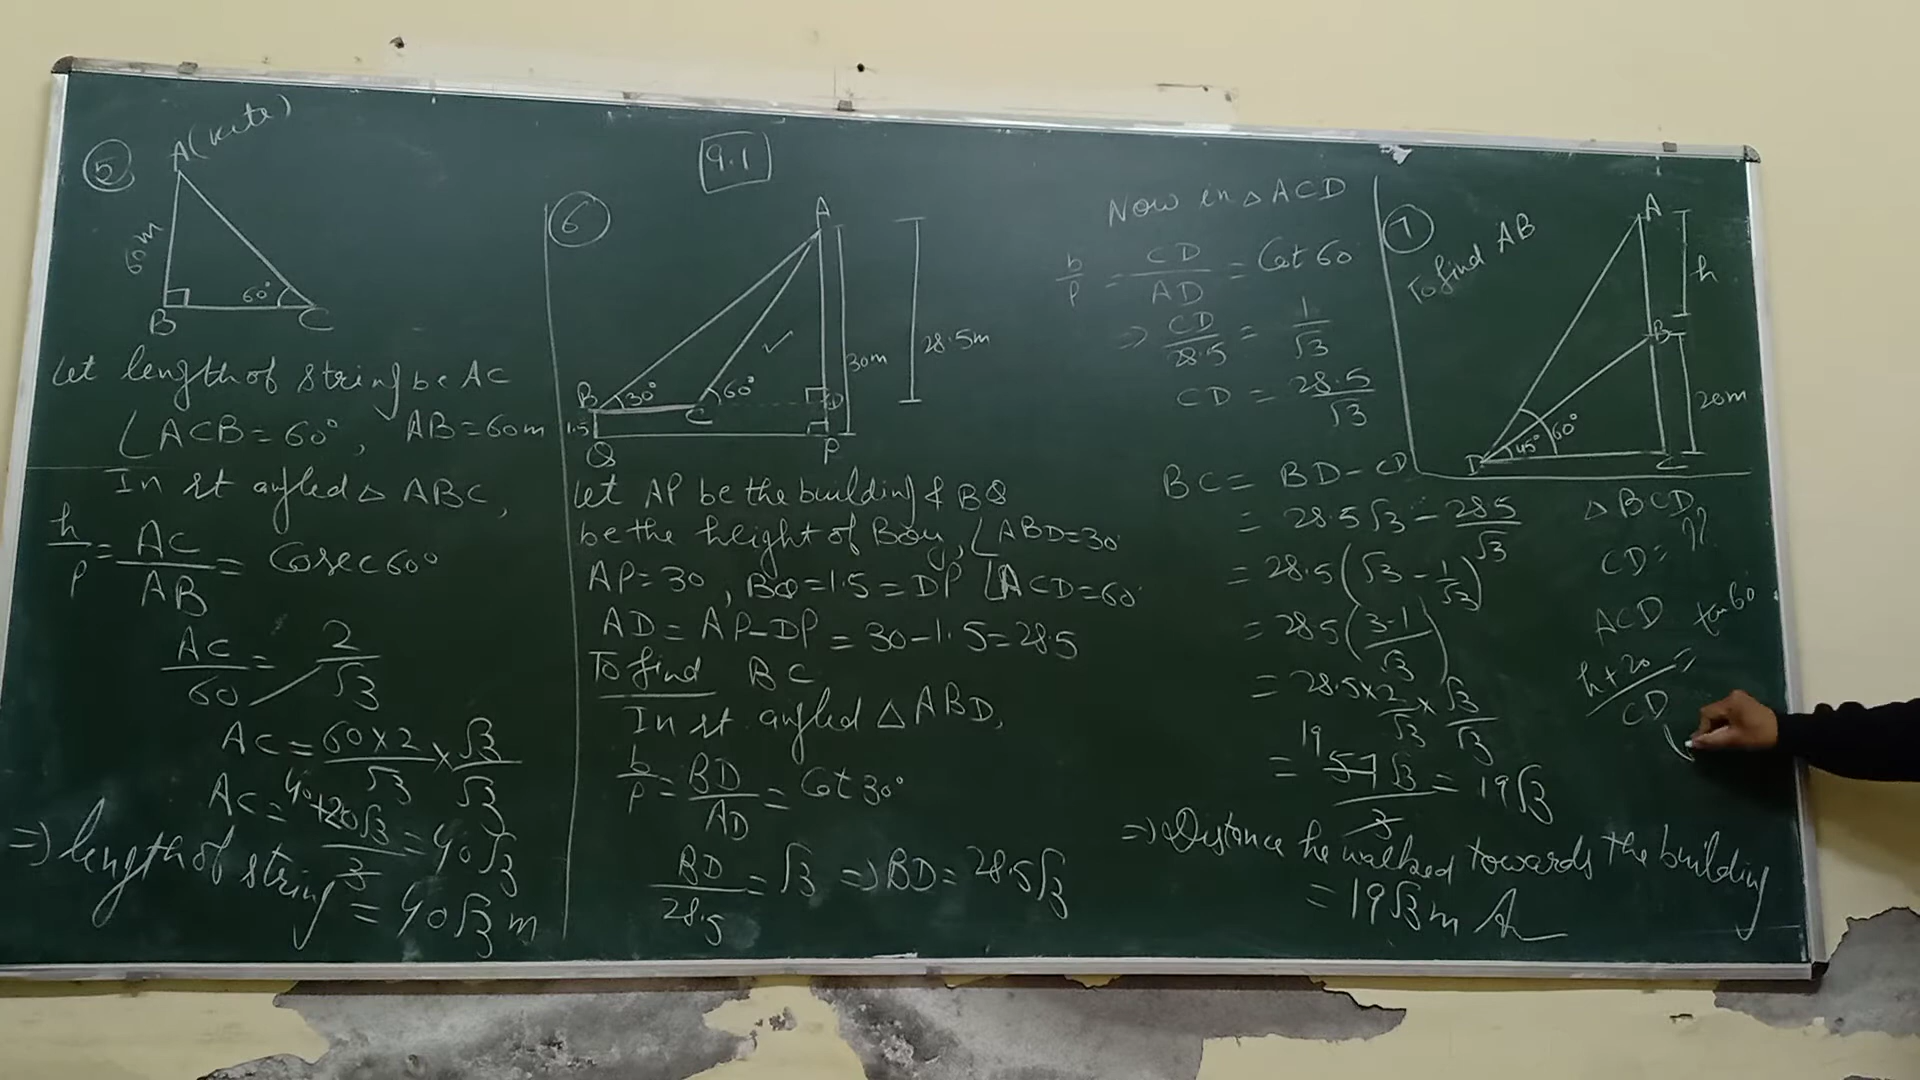 9.1
5
A(kite)
60m
60°
B
C
Let length of string be AC
∠ACB=60°, AB=60m
In rt angled △ ABC,
h/p = AC/AB = Cosec60°
AC/60 = 2/√3
AC = 60×2/√3 × √3/√3
AC = 120√3/3 = 40√3
⇒ length of string = 40√3 m
6
A
B
30°
C
60°
D
1.5
Q
P
30m
28.5m
Let AP be the building & BQ
be the height of Boy, ∠ABD=30°
AP=30, BQ=1.5=DP ∠ACD=60°
AD = AP-DP = 30-1.5=28.5
To find BC
In rt angled △ ABD,
b/p = BD/AD = Cot 30°
BD/28.5 = √3 ⇒ BD = 28.5√3
Now in △ ACD
b/p = CD/AD = Cot 60
⇒ CD/28.5 = 1/√3
CD = 28.5/√3
BC = BD - CD
= 28.5√3 - 28.5/√3
= 28.5(√3 - 1/√3)
= 28.5(3-1/√3)
= 28.5×2/√3 × √3/√3
= 19 57√3/3 = 19√3
⇒ Distance he walked towards the building
= 19√3 m
7
To find AB
A
h
B
20m
D
45°
60°
C
△ BCD
CD = ??
ACD tan 60
h+20/CD =